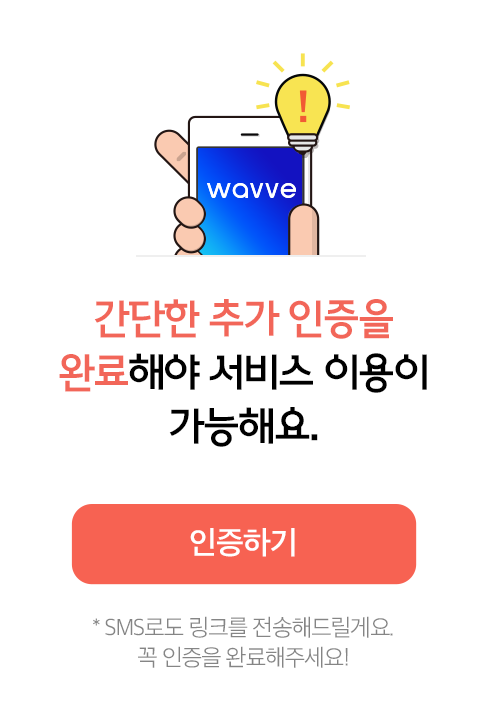 !
wavve
간단한 추가 인증을
완료해야 서비스 이용이
가능해요.
인증하기
* SMS로도 링크를 전송해드릴게요.
꼭 인증을 완료해주세요!